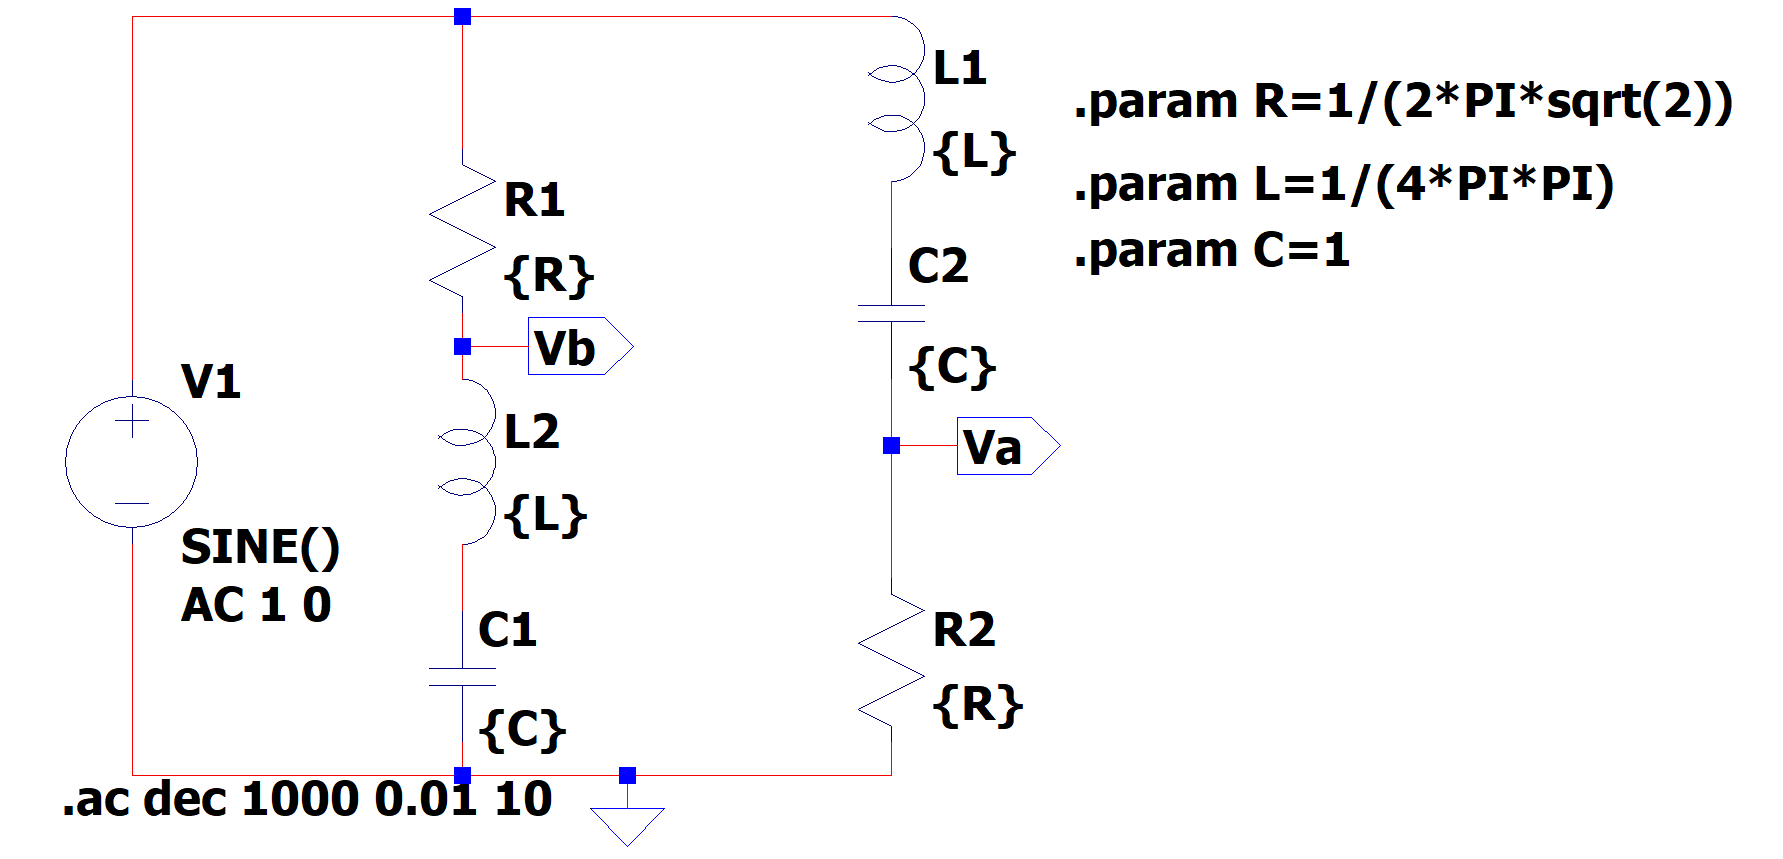 L1
{L}
.param R=1/(2*PI*sqrt(2))
.param L=1/(4*PI*PI)
.param C=1
R1
{R}
C2
{C}
Vb
V1
SINE()
AC 1 0
L2
{L}
Va
C1
{C}
R2
{R}
.ac dec 1000 0.01 10